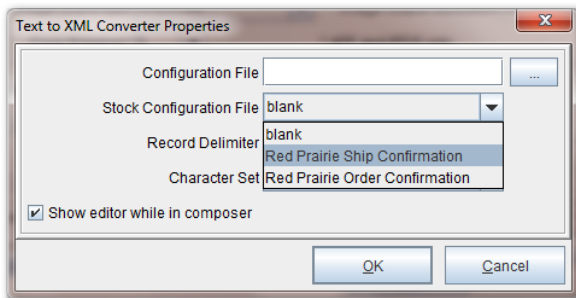 Text to XML Converter Properties
Configuration File
...
Stock Configuration File blank
blank
Record Delimiter
Red Prairie Ship Confirmation
Character Set Red Prairie Order Confirmation
Show editor while in composer
OK Cancel